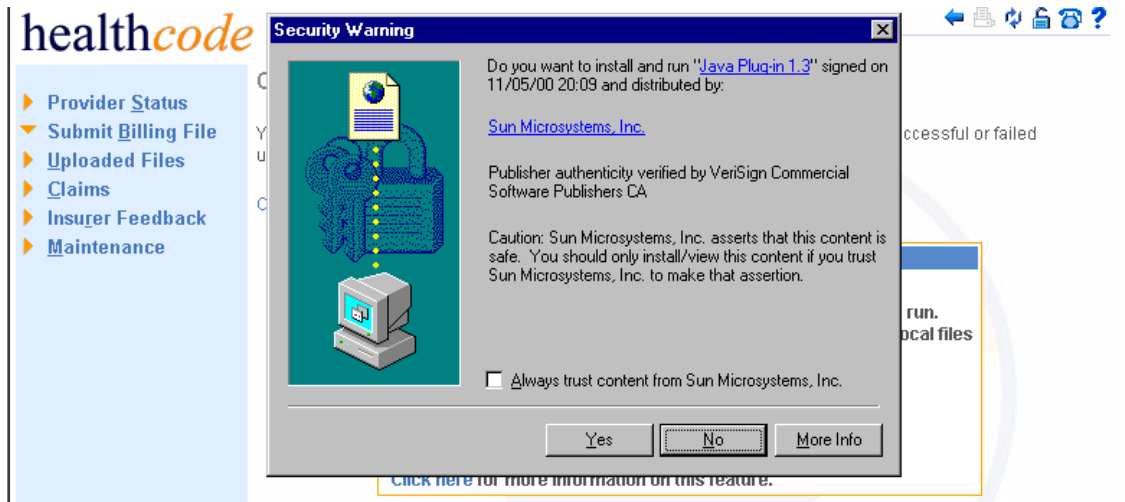 healthcode
Provider Status
Submit Billing File
Uploaded Files
Claims
Insurer Feedback
Maintenance
Security Warning
Do you want to install and run "Java Plug-in 1.3" signed on
11/05/00 20:09 and distributed by:
Sun Microsystems, Inc.
Publisher authenticity verified by VeriSign Commercial
Software Publishers CA
Caution: Sun Microsystems, Inc. asserts that this content is
safe. You should only install/view this content if you trust
Sun Microsystems, Inc. to make that assertion.
Always trust content from Sun Microsystems, Inc.
Yes
No
More Info
or failed
run.
files
Click here for more information on this feature.